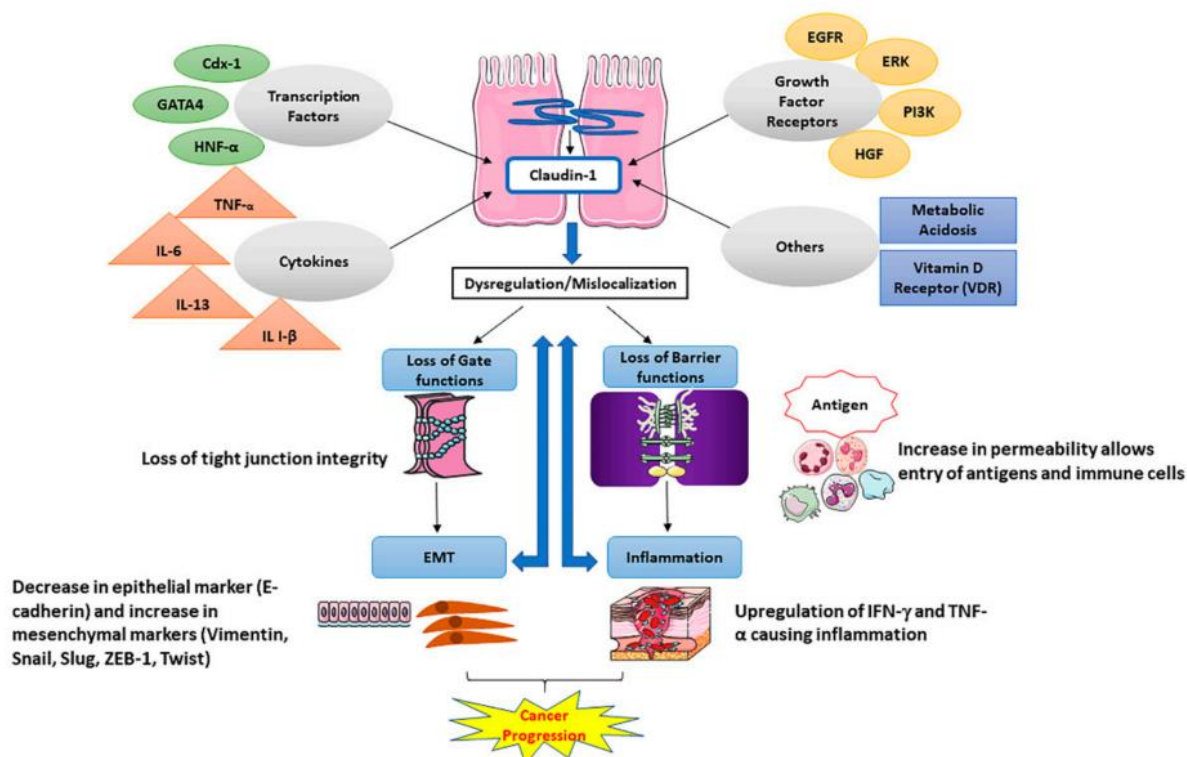 Cdx-1
GATA4
HNF-α
Transcription
Factors
EGFR
ERK
PI3K
HGF
Growth
Factor
Receptors
Claudin-1
TNF-α
IL-6
IL-13
IL I-β
Cytokines
Others
Metabolic
Acidosis
Vitamin D
Receptor (VDR)
Dysregulation/Mislocalization
Loss of Gate
functions
Loss of Barrier
functions
Loss of tight junction integrity
Antigen
Increase in permeability allows
entry of antigens and immune cells
EMT
Inflammation
Decrease in epithelial marker (E-
cadherin) and increase in
mesenchymal markers (Vimentin,
Snail, Slug, ZEB-1, Twist)
Upregulation of IFN-γ and TNF-
α causing inflammation
Cancer
Progression